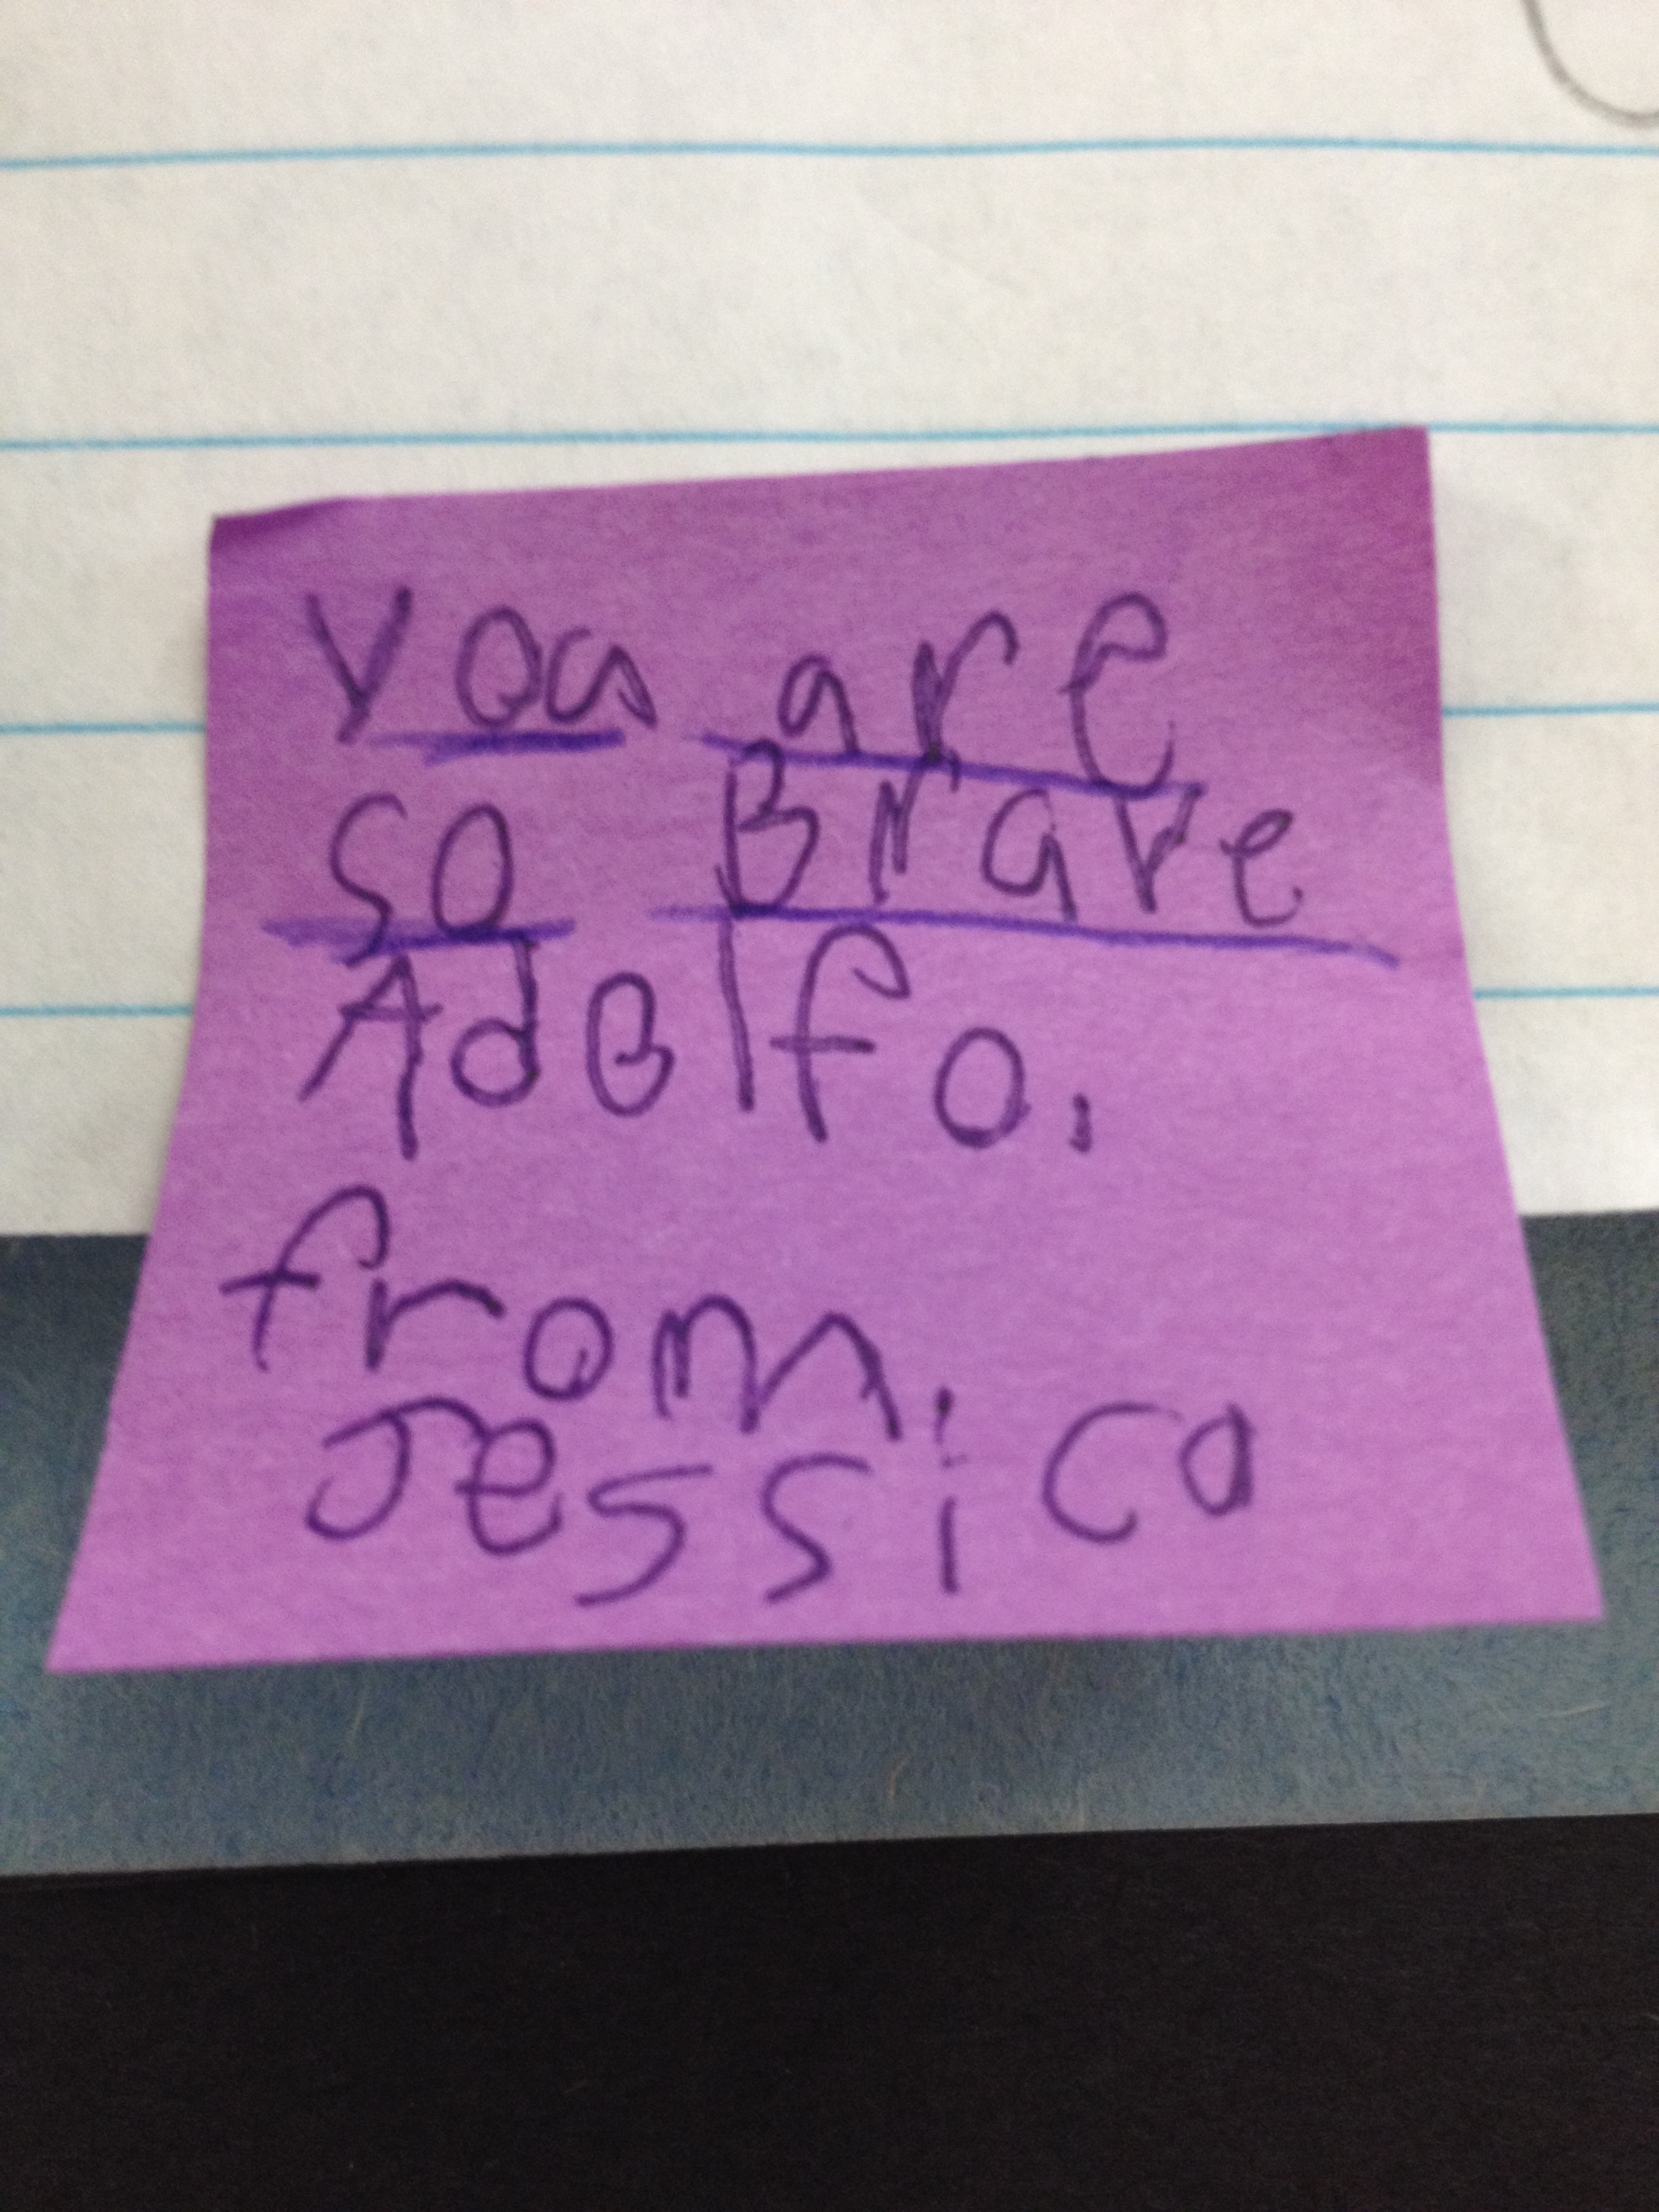 you are
so Brave
Adolfo.
from
Jessica